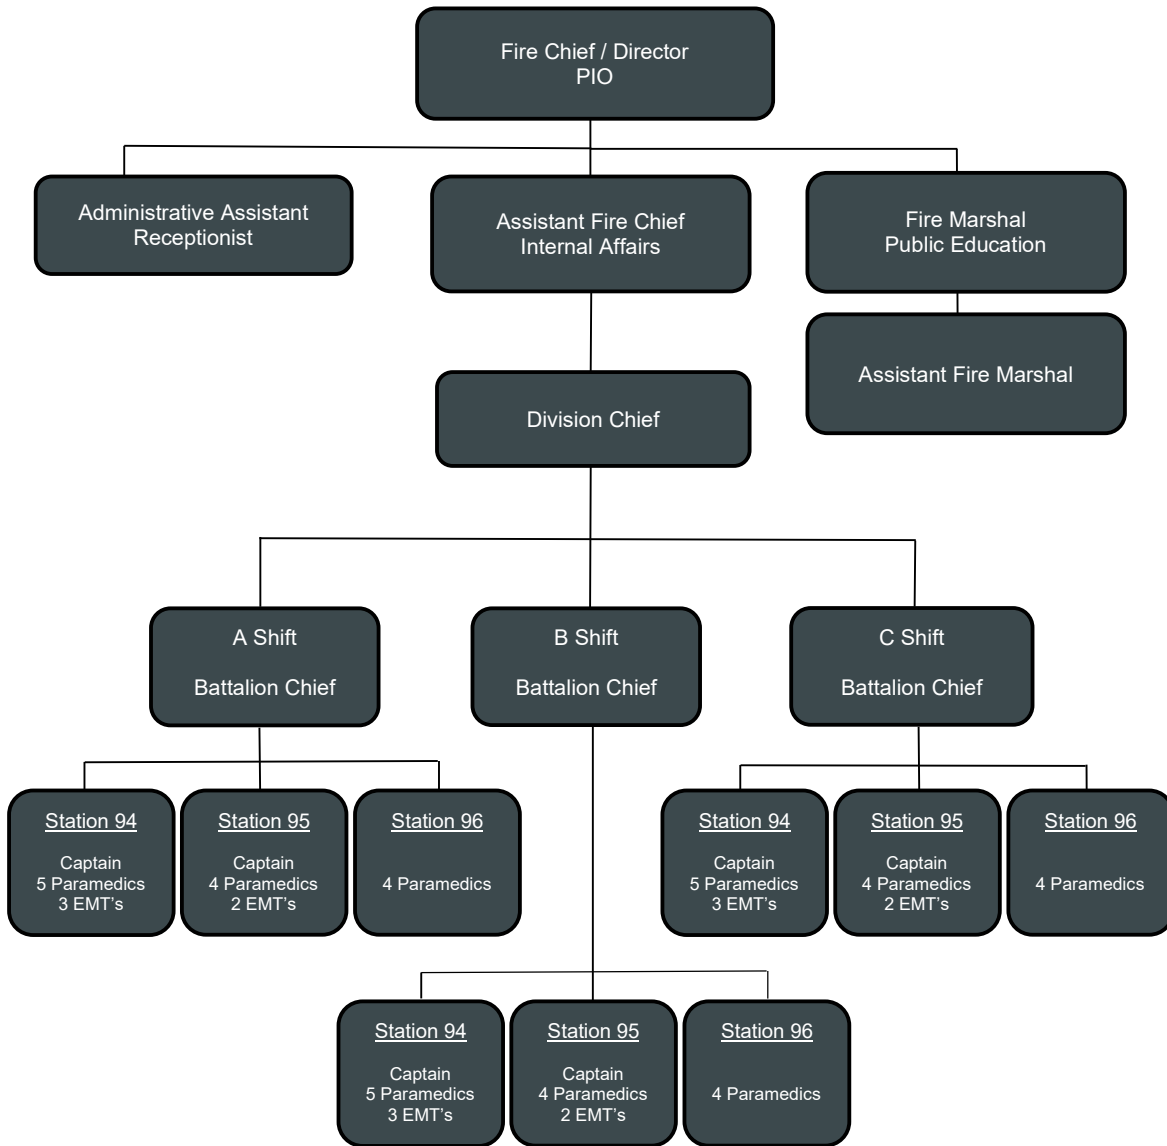 Fire Chief / Director
PIO
Administrative Assistant
Receptionist
Assistant Fire Chief
Internal Affairs
Fire Marshal
Public Education
Assistant Fire Marshal
Division Chief
A Shift
Battalion Chief
B Shift
Battalion Chief
C Shift
Battalion Chief
Station 94
Captain
5 Paramedics
3 EMT’s
Station 95
Captain
4 Paramedics
2 EMT’s
Station 96
4 Paramedics
Station 94
Captain
5 Paramedics
3 EMT’s
Station 95
Captain
4 Paramedics
2 EMT’s
Station 96
4 Paramedics
Station 94
Captain
5 Paramedics
3 EMT’s
Station 95
Captain
4 Paramedics
2 EMT’s
Station 96
4 Paramedics